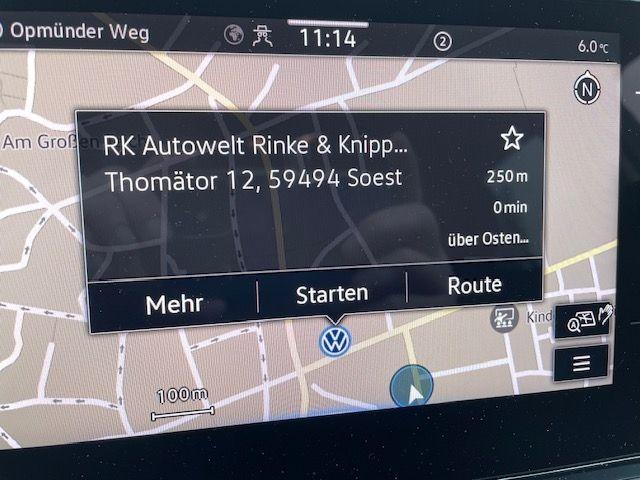 Opmünder Weg
11:14
2
6.0°C
N
Am Großen
RK Autowelt Rinke & Knipp...
Thomätor 12, 59494 Soest
250 m
0 min
über Osten...
Mehr
Starten
Route
Kind
100 m